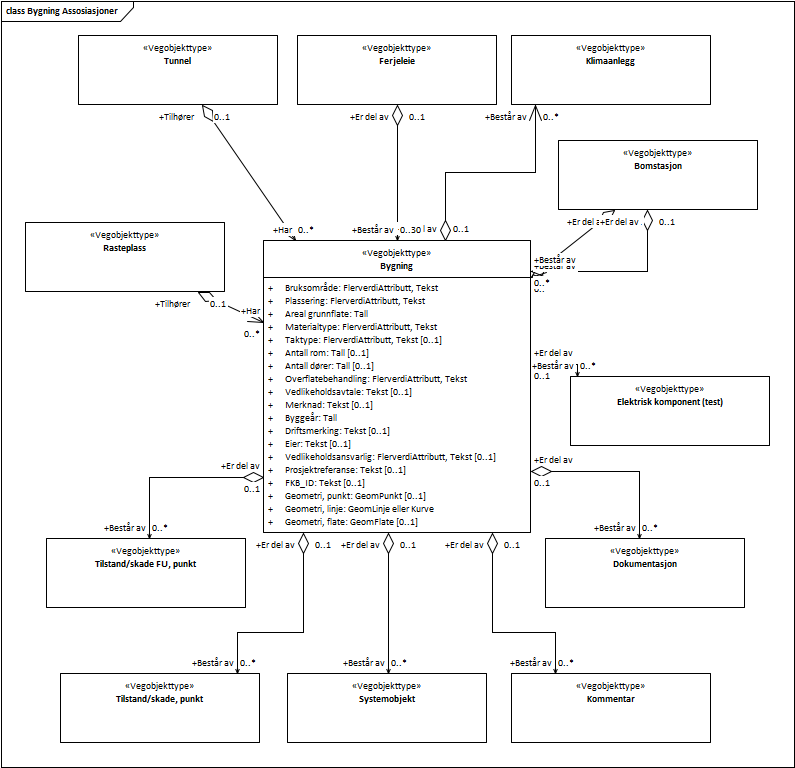 class Bygning Assosiasjoner
«Vegobjekttype»
Tunnel
«Vegobjekttype»
Ferjeleie
«Vegobjekttype»
Klimaanlegg
+Tilhører 0..1
+Er del av 0..1
+Består av 0..*
«Vegobjekttype»
Bomstasjon
+Er del +Er del av 0..1
«Vegobjekttype»
Rasteplass
+Har 0..*
+Består av 0..30
av 0..1
+Tilhører 0..1
+Har
0..*
+Består av
+Består av
0..*
0..*
«Vegobjekttype»
Bygning
+ Bruksområde: FlerverdiAttributt, Tekst
+ Plassering: FlerverdiAttributt, Tekst
+ Areal grunnflate: Tall
+ Materialtype: FlerverdiAttributt, Tekst
+ Taktype: FlerverdiAttributt, Tekst [0..1]
+ Antall rom: Tall [0..1]
+ Antall dører: Tall [0..1]
+ Overflatebehandling: FlerverdiAttributt, Tekst
+ Vedlikeholdsavtale: Tekst [0..1]
+ Merknad: Tekst [0..1]
+ Byggeår: Tall
+ Driftsmerking: Tekst [0..1]
+ Eier: Tekst [0..1]
+ Vedlikeholdsansvarlig: FlerverdiAttributt, Tekst [0..1]
+ Prosjektreferanse: Tekst [0..1]
+ FKB_ID: Tekst [0..1]
+ Geometri, punkt: GeomPunkt [0..1]
+ Geometri, linje: GeomLinje eller Kurve
+ Geometri, flate: GeomFlate [0..1]
+Er del av
+Består av 0..*
0..1
«Vegobjekttype»
Elektrisk komponent (test)
+Er del av
0..1
+Er del av
0..1
+Består av 0..*
+Består av 0..*
«Vegobjekttype»
Tilstand/skade FU, punkt
+Er del av 0..1
+Er del av 0..1
+Er del av 0..1
«Vegobjekttype»
Dokumentasjon
+Består av 0..*
+Består av 0..*
+Består av 0..*
«Vegobjekttype»
Tilstand/skade, punkt
«Vegobjekttype»
Systemobjekt
«Vegobjekttype»
Kommentar